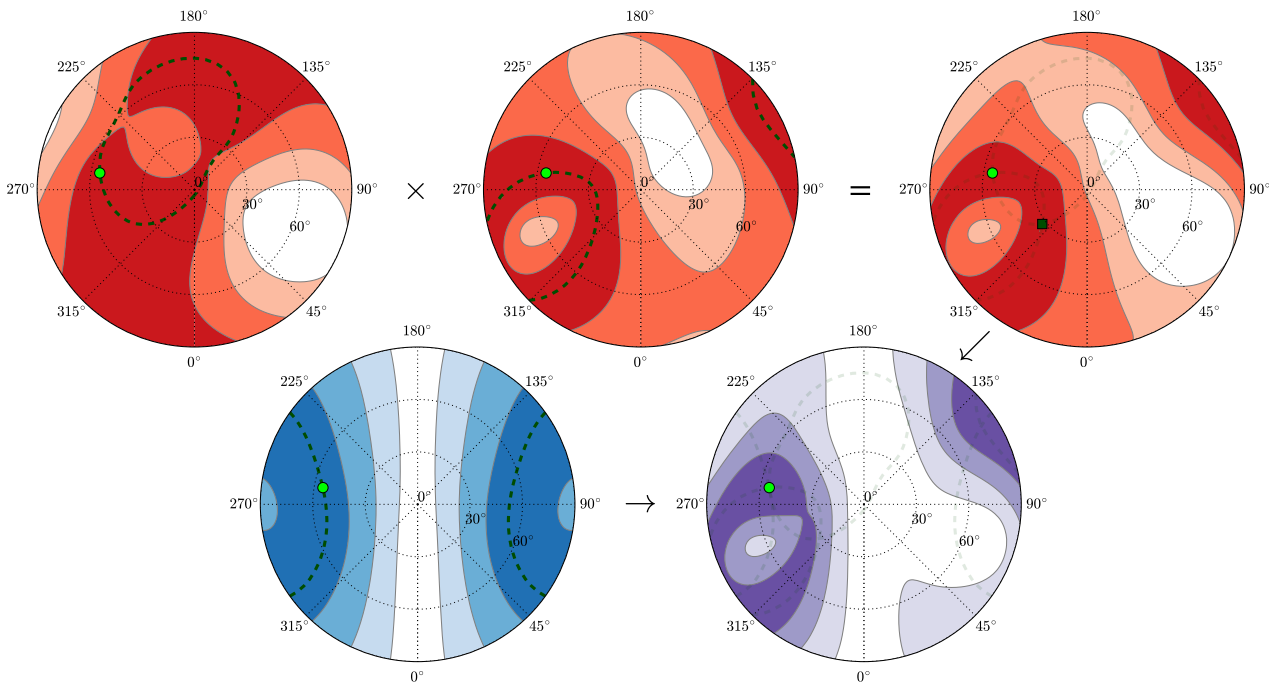 180° 180° 180°
225° 135° 225° 135° 225° 135°
270° 0° 30° 60° 90° × 270° 0° 30° 60° 90° = 270° 0° 30° 60° 90°
315° 45° 315° 45° 315° 45°
0° 0° 0°
180° 180°
225° 135° 225° 135°
270° 0° 30° 60° 90° → 270° 0° 30° 60° 90°
315° 45° 315° 45°
0° 0°